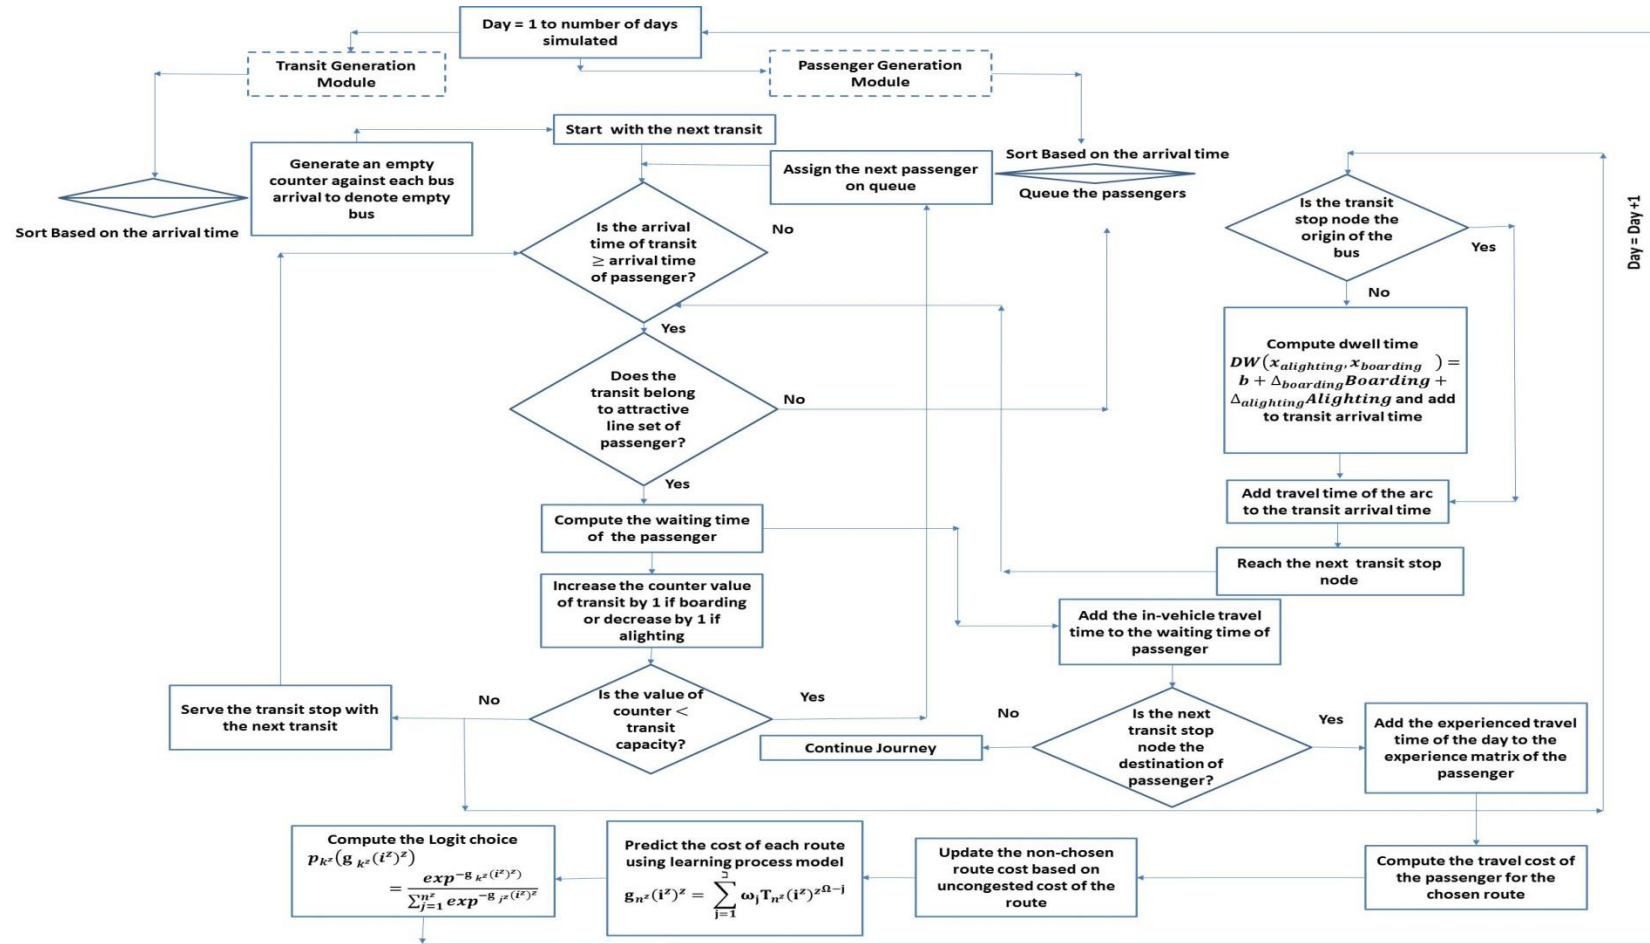 Day = 1 to number of days
simulated
Transit Generation
Module
Passenger Generation
Module
Start with the next transit
Generate an empty
counter against each bus
arrival to denote empty
bus
Sort Based on the arrival time
Assign the next passenger
on queue
Sort Based on the arrival time
Queue the passengers
Is the arrival
time of transit
≥ arrival time
of passenger?
No
Yes
Is the transit
stop node the
origin of the
bus
Yes
No
Day = Day +1
Does the
transit belong
to attractive
line set of
passenger?
No
Yes
Compute dwell time
DW(x_alighting, x_boarding ) =
b + Δ_boarding Boarding +
Δ_alighting Alighting and add
to transit arrival time
Add travel time of the arc
to the transit arrival time
Reach the next transit stop
node
Compute the waiting time
of the passenger
Increase the counter value
of transit by 1 if boarding
or decrease by 1 if
alighting
Add the in-vehicle travel
time to the waiting time of
passenger
Serve the transit stop with
the next transit
No
Is the value of
counter <
transit
capacity?
Yes
Continue Journey
No
Is the next
transit stop
node the
destination of
passenger?
Yes
Add the experienced travel
time of the day to the
experience matrix of the
passenger
Compute the Logit choice
p_{k^z}(g_{k^z}(i^z)^z)
= exp^{-g_{k^z}(i^z)^z)} / ∑_{j=1}^{n^z} exp^{-g_{j^z}(i^z)^z}
Predict the cost of each route
using learning process model
g_{n^z}(i^z)^z = ∑_{j=1} ω_j T_{n^z}(i^z)^{z^{Ω-j}}
Update the non-chosen
route cost based on
uncongested cost of the
route
Compute the travel cost of
the passenger for the
chosen route